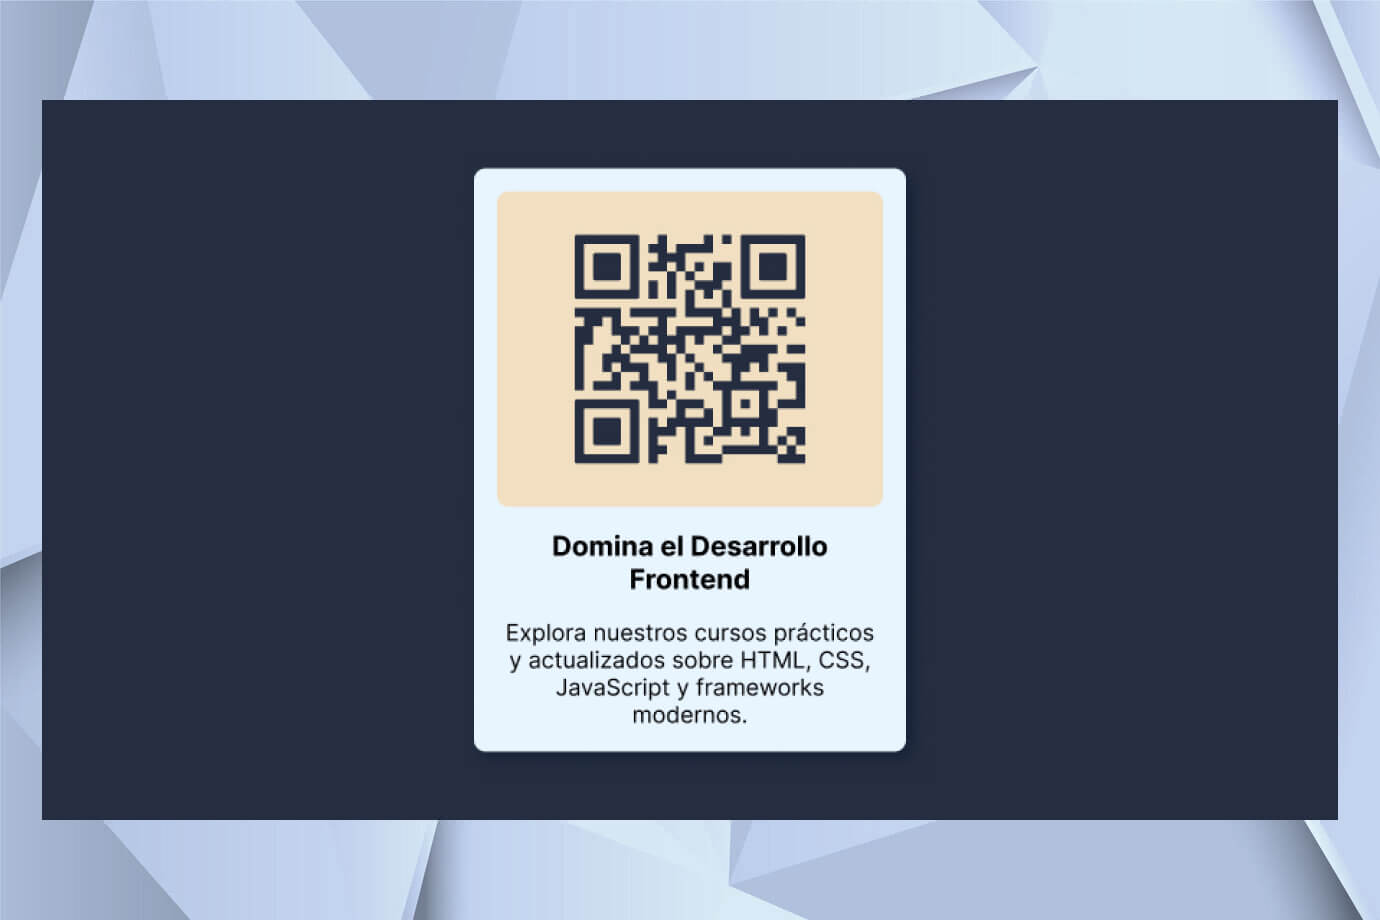 Domina el Desarrollo
Frontend
Explora nuestros cursos prácticos
y actualizados sobre HTML, CSS,
JavaScript y frameworks
modernos.